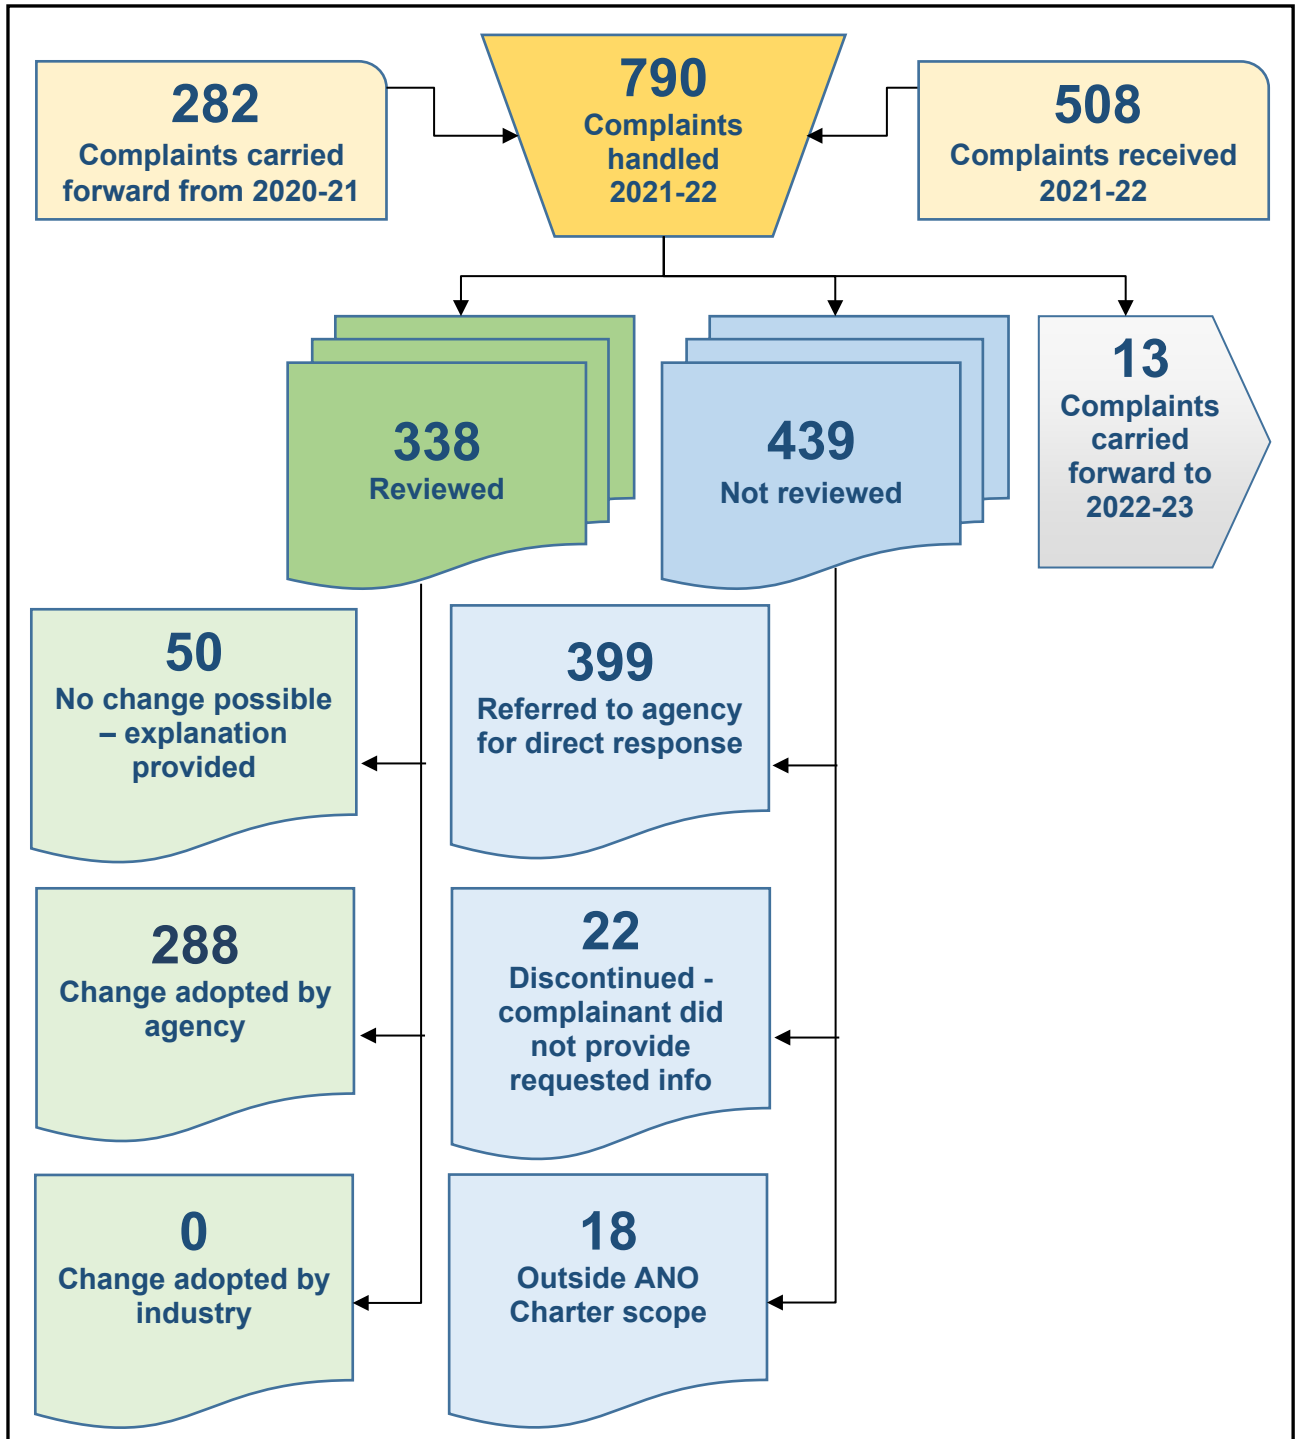 282
Complaints carried
forward from 2020-21
790
Complaints
handled
2021-22
508
Complaints received
2021-22
338
Reviewed
439
Not reviewed
13
Complaints
carried
forward to
2022-23
50
No change possible
– explanation
provided
399
Referred to agency
for direct response
288
Change adopted by
agency
22
Discontinued -
complainant did
not provide
requested info
0
Change adopted by
industry
18
Outside ANO
Charter scope